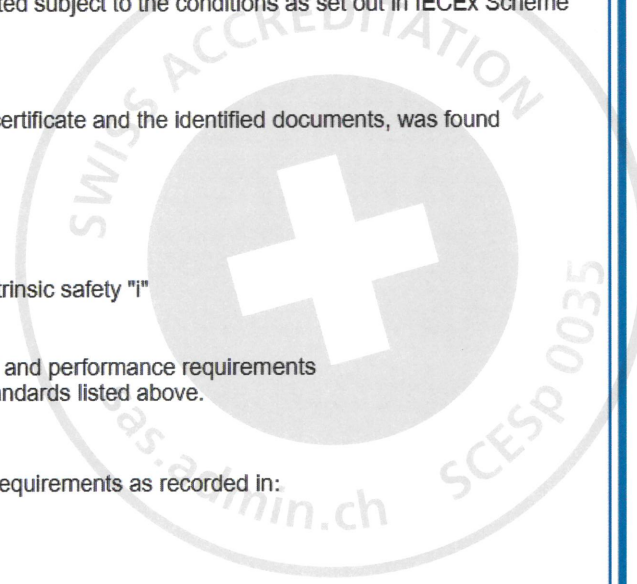 ted subject to the conditions as set out in IECEx Scheme
ertificate and the identified documents, was found
trinsic safety "i"
and performance requirements
ndards listed above.
equirements as recorded in:
SWISS ACCREDITATION
sas.admin.ch
SCESp 0035